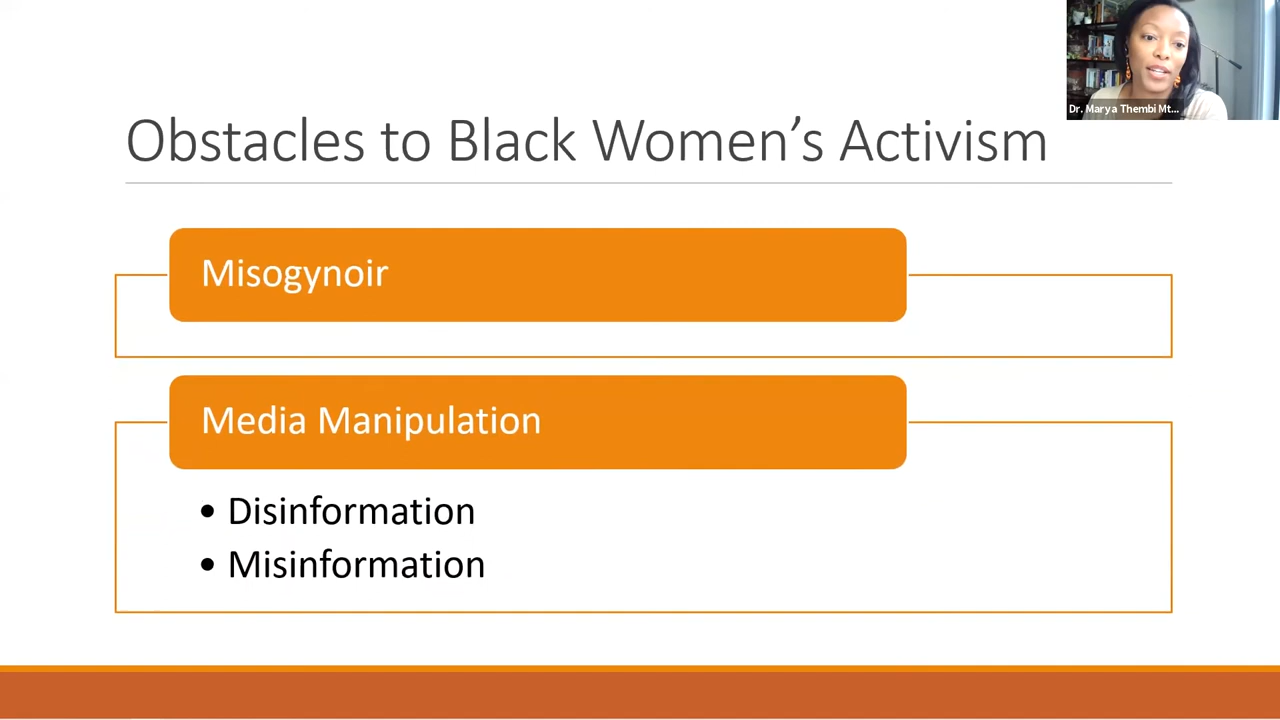 Dr. Marya Thembi Mt...
Obstacles to Black Women’s Activism
Misogynoir
Media Manipulation
• Disinformation
• Misinformation